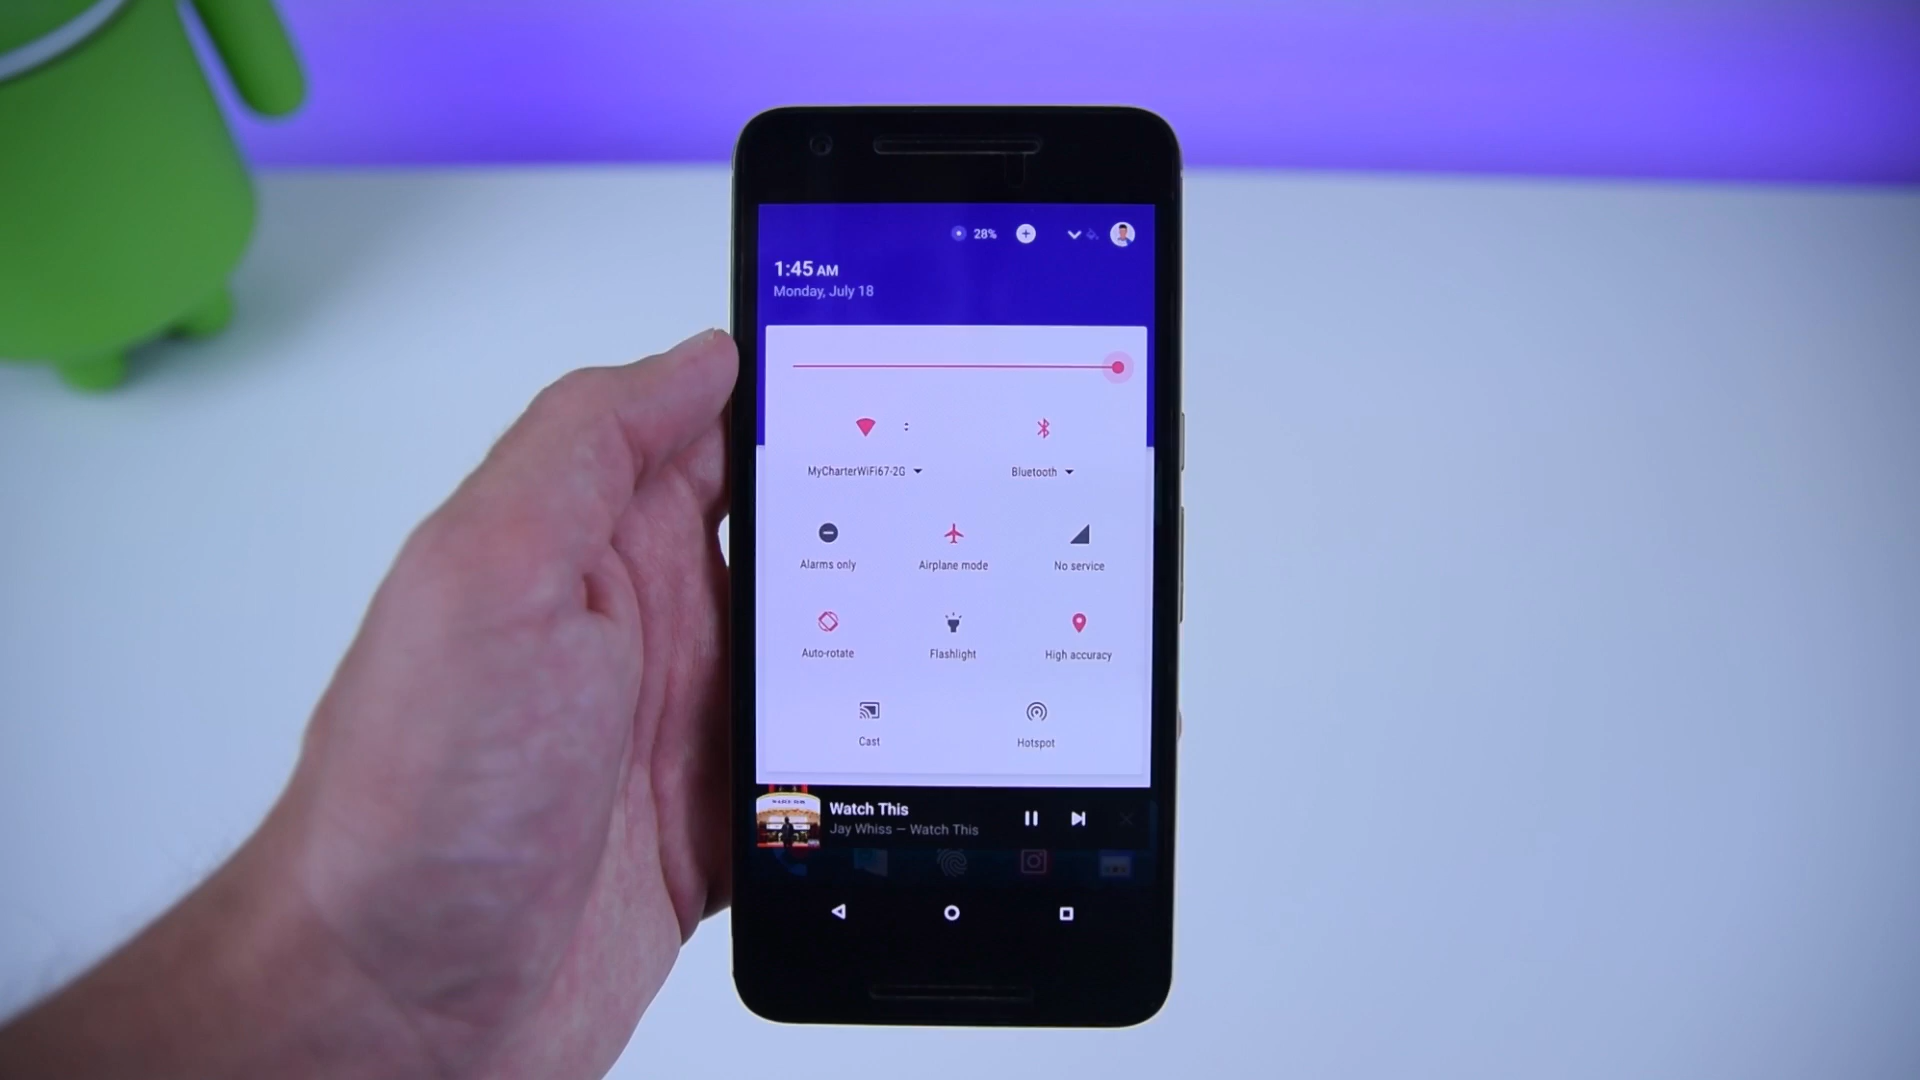 28%
1:45 AM
Monday, July 18
MyCharterWiFi67-2G
Bluetooth
Alarms only
Airplane mode
No service
Auto-rotate
Flashlight
High accuracy
Cast
Hotspot
Watch This
Jay Whiss — Watch This